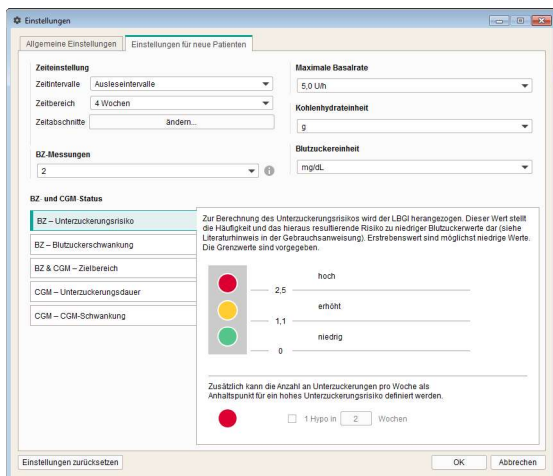 Einstellungen
Allgemeine Einstellungen
Einstellungen für neue Patienten
Zeiteinstellung
Zeitintervalle
Ausleseintervalle
Zeitbereich
4 Wochen
Zeitabschnitte
ändern...
BZ-Messungen
2
Maximale Basalrate
5,0 U/h
Kohlenhydrateinheit
g
Blutzuckereinheit
mg/dL
BZ- und CGM-Status
BZ – Unterzuckerungsrisiko
BZ – Blutzuckerschwankung
BZ & CGM – Zielbereich
CGM – Unterzuckerungsdauer
CGM – CGM-Schwankung
Zur Berechnung des Unterzuckerungsrisikos wird der LBGI herangezogen. Dieser Wert stellt
die Häufigkeit und das hieraus resultierende Risiko zu niedriger Blutzuckerwerte dar (siehe
Literaturhinweis in der Gebrauchsanweisung). Erstrebenswert sind möglichst niedrige Werte.
Die Grenzwerte sind vorgegeben.
hoch
2,5
erhöht
1,1
niedrig
0
Zusätzlich kann die Anzahl an Unterzuckerungen pro Woche als
Anhaltspunkt für ein hohes Unterzuckerungsrisiko definiert werden.
1 Hypo in 2 Wochen
Einstellungen zurücksetzen
OK
Abbrechen